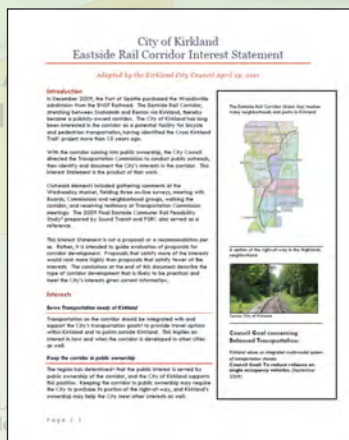 City of Kirkland
Eastside Rail Corridor Interest Statement
Adopted by the Kirkland City Council April 19, 2011
Introduction
In December 2009, the Port of Seattle purchased the Woodinville
subdivision from the BNSF Railroad. The Eastside Rail Corridor,
stretching between Snohomish and Renton via Kirkland, thereby
became a publicly-owned corridor. The City of Kirkland has long
been interested in the corridor as a potential facility for bicycle
and pedestrian transportation, having identified the Cross Kirkland
Trail project more than 15 years ago.
With the corridor coming into public ownership, the City Council
directed the Transportation Commission to conduct public outreach,
then identify and document the City's interests in the corridor. This
Interest Statement is the product of that work.
Outreach elements included gathering comments at the
Wednesday Market, fielding three on-line surveys, meeting with
Boards, Commissions and neighborhood groups, walking the
corridor, and receiving testimony at Transportation Commission
meetings. The 2009 final Eastside Commuter Rail Feasibility
Study prepared by Sound Transit and PSRC also served as a
reference.
This Interest Statement is not a proposal or a recommendation per
se. Rather, it is intended to guide evaluation of proposals for
corridor development. Proposals that satisfy more of the interests
would rank more highly than proposals that satisfy fewer of the
interests. The conclusions at the end of this document describe the
type of corridor development that is likely to be practical and
meet the City's interests given current information.
Interests
Serve Transportation needs of Kirkland
Transportation on the corridor should be integrated with and
support the City's transportation goals to provide travel options
within Kirkland and to points outside Kirkland. This implies an
interest in how and when the corridor is developed in other cities
as well.
Keep the corridor in public ownership
The region has determined that the public interest is served by
public ownership of the corridor, and the City of Kirkland supports
this position. Keeping the corridor in public ownership may require
the City to purchase its portion of the right-of-way, and Kirkland's
ownership may help the City meet other interests as well.
Page | 1
The Eastside Rail Corridor (black line) touches
many neighborhoods and parks in Kirkland
A section of the right-of-way in the Highlands
neighborhood
Source: City of Kirkland
Council Goal concerning
Balanced Transportation:
Kirkland values an integrated multi-modal system
of transportation choices.
Council Goal: To reduce reliance on
single occupancy vehicles. (September
2009)